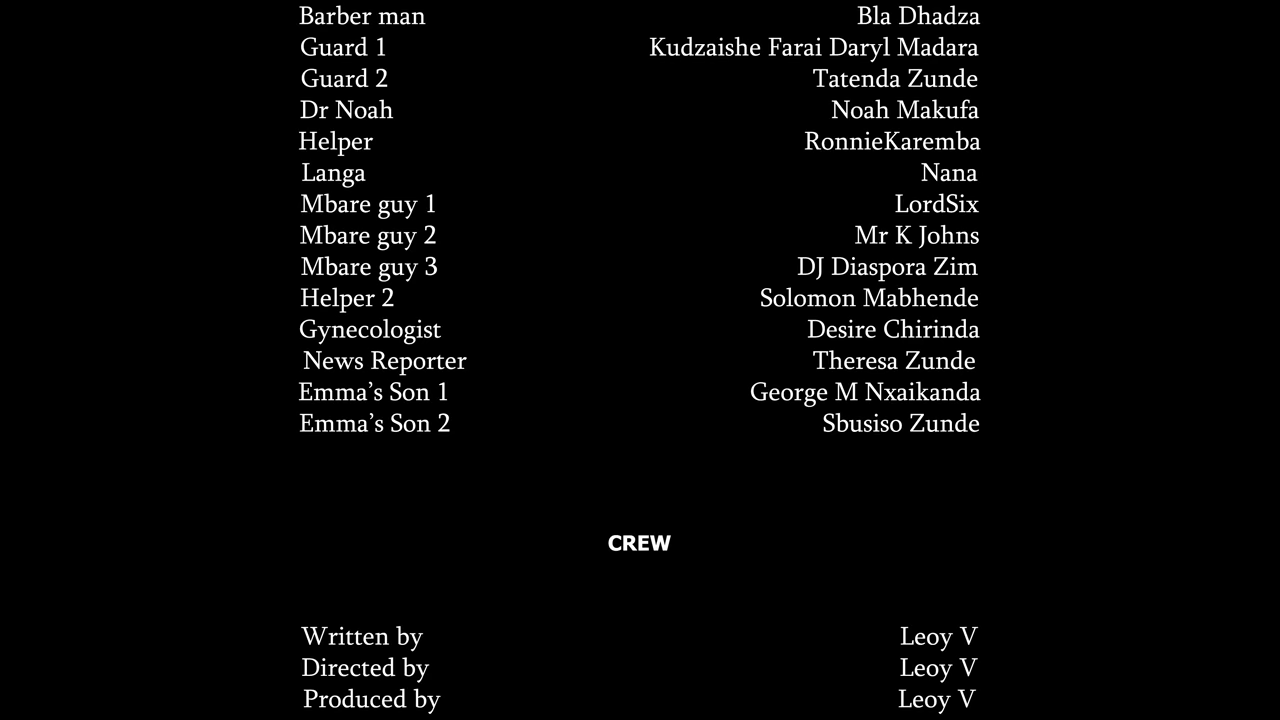 Barber man Bla Dhadza
Guard 1 Kudzaishe Farai Daryl Madara
Guard 2 Tatenda Zunde
Dr Noah Noah Makufa
Helper RonnieKaremba
Langa Nana
Mbare guy 1 LordSix
Mbare guy 2 Mr K Johns
Mbare guy 3 DJ Diaspora Zim
Helper 2 Solomon Mabhende
Gynecologist Desire Chirinda
News Reporter Theresa Zunde
Emma’s Son 1 George M Nxaikanda
Emma’s Son 2 Sbusiso Zunde
CREW
Written by Leoy V
Directed by Leoy V
Produced by Leoy V